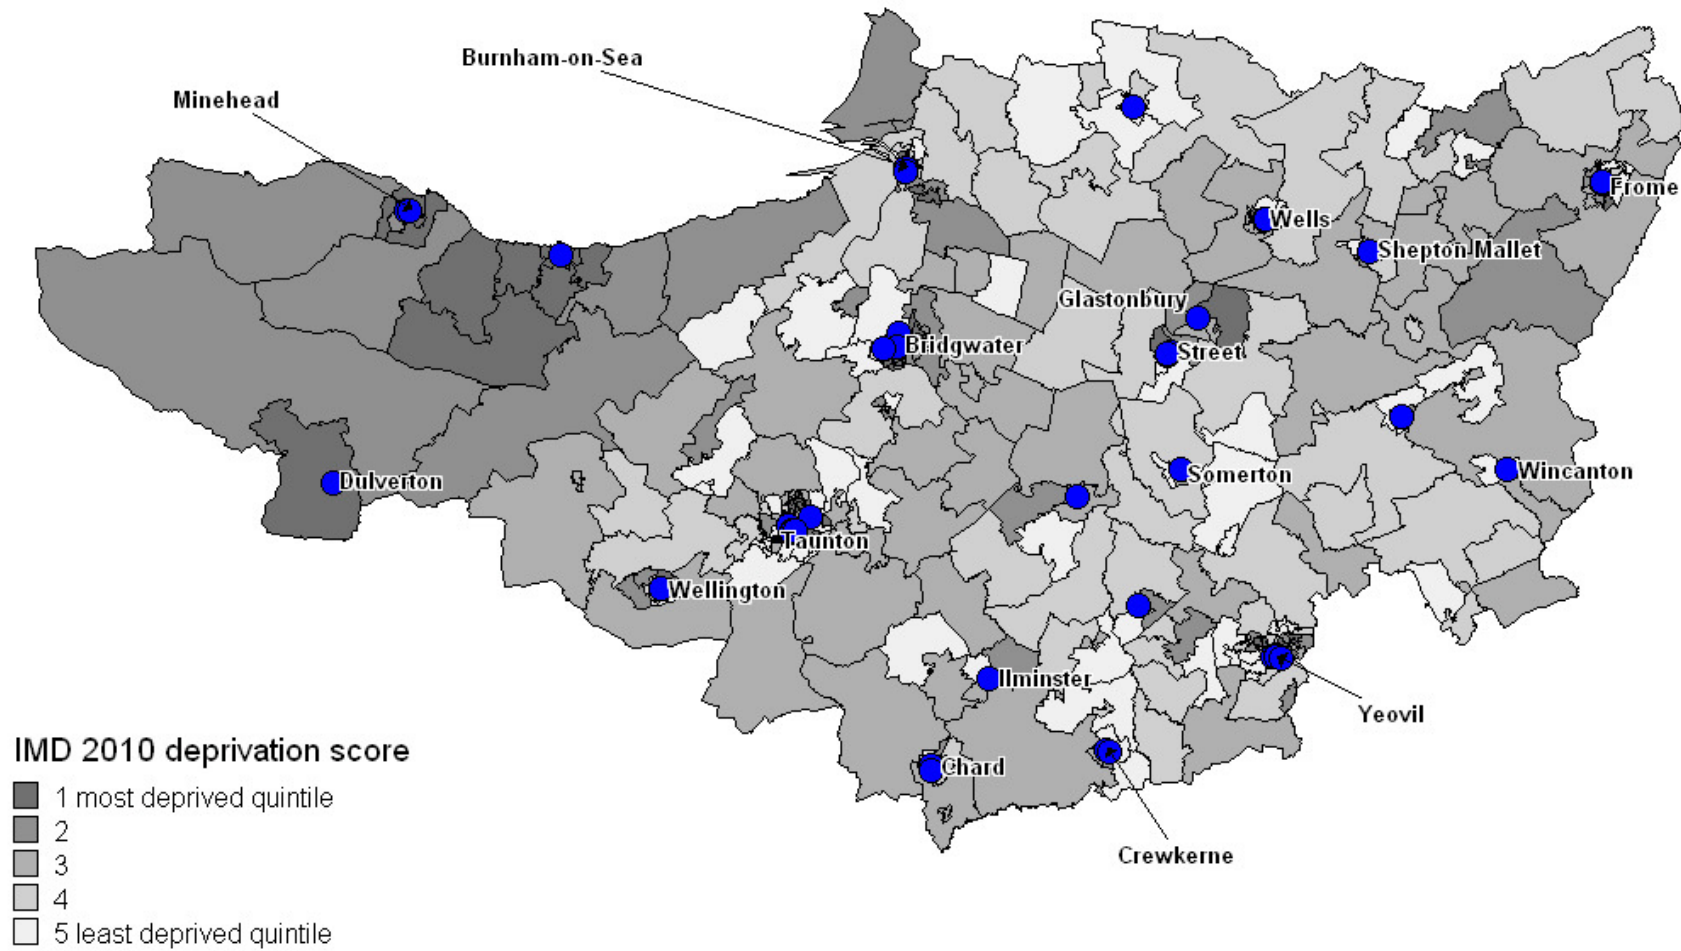 Burnham-on-Sea
Minehead
Frome
Wells
Shepton Mallet
Glastonbury
Bridgwater
Street
Dulverton
Somerton
Wincanton
Taunton
Wellington
Ilminster
Yeovil
Chard
Crewkerne
IMD 2010 deprivation score
1 most deprived quintile
2
3
4
5 least deprived quintile